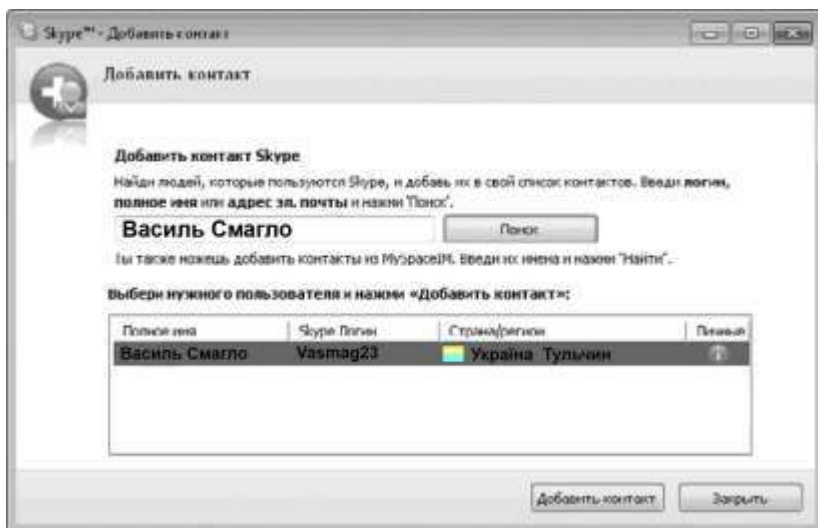 Skype™ - Добавить контакт
Добавить контакт
Добавить контакт Skype
Найди людей, которые пользуются Skype, и добавь их в свой список контактов. Введи логин,
полное имя или адрес эл. почты и нажми 'Поиск'.
Василь Смагло
Поиск
Ты также можешь добавить контакты из MySpaceIM. Введи их имена и нажми "Найти".
Выбери нужного пользователя и нажми «Добавить контакт»:
Полное имя Skype Логин Страна/регион Личные
Василь Смагло Vasmag23 Україна Тульчин
Добавить контакт Закрыть